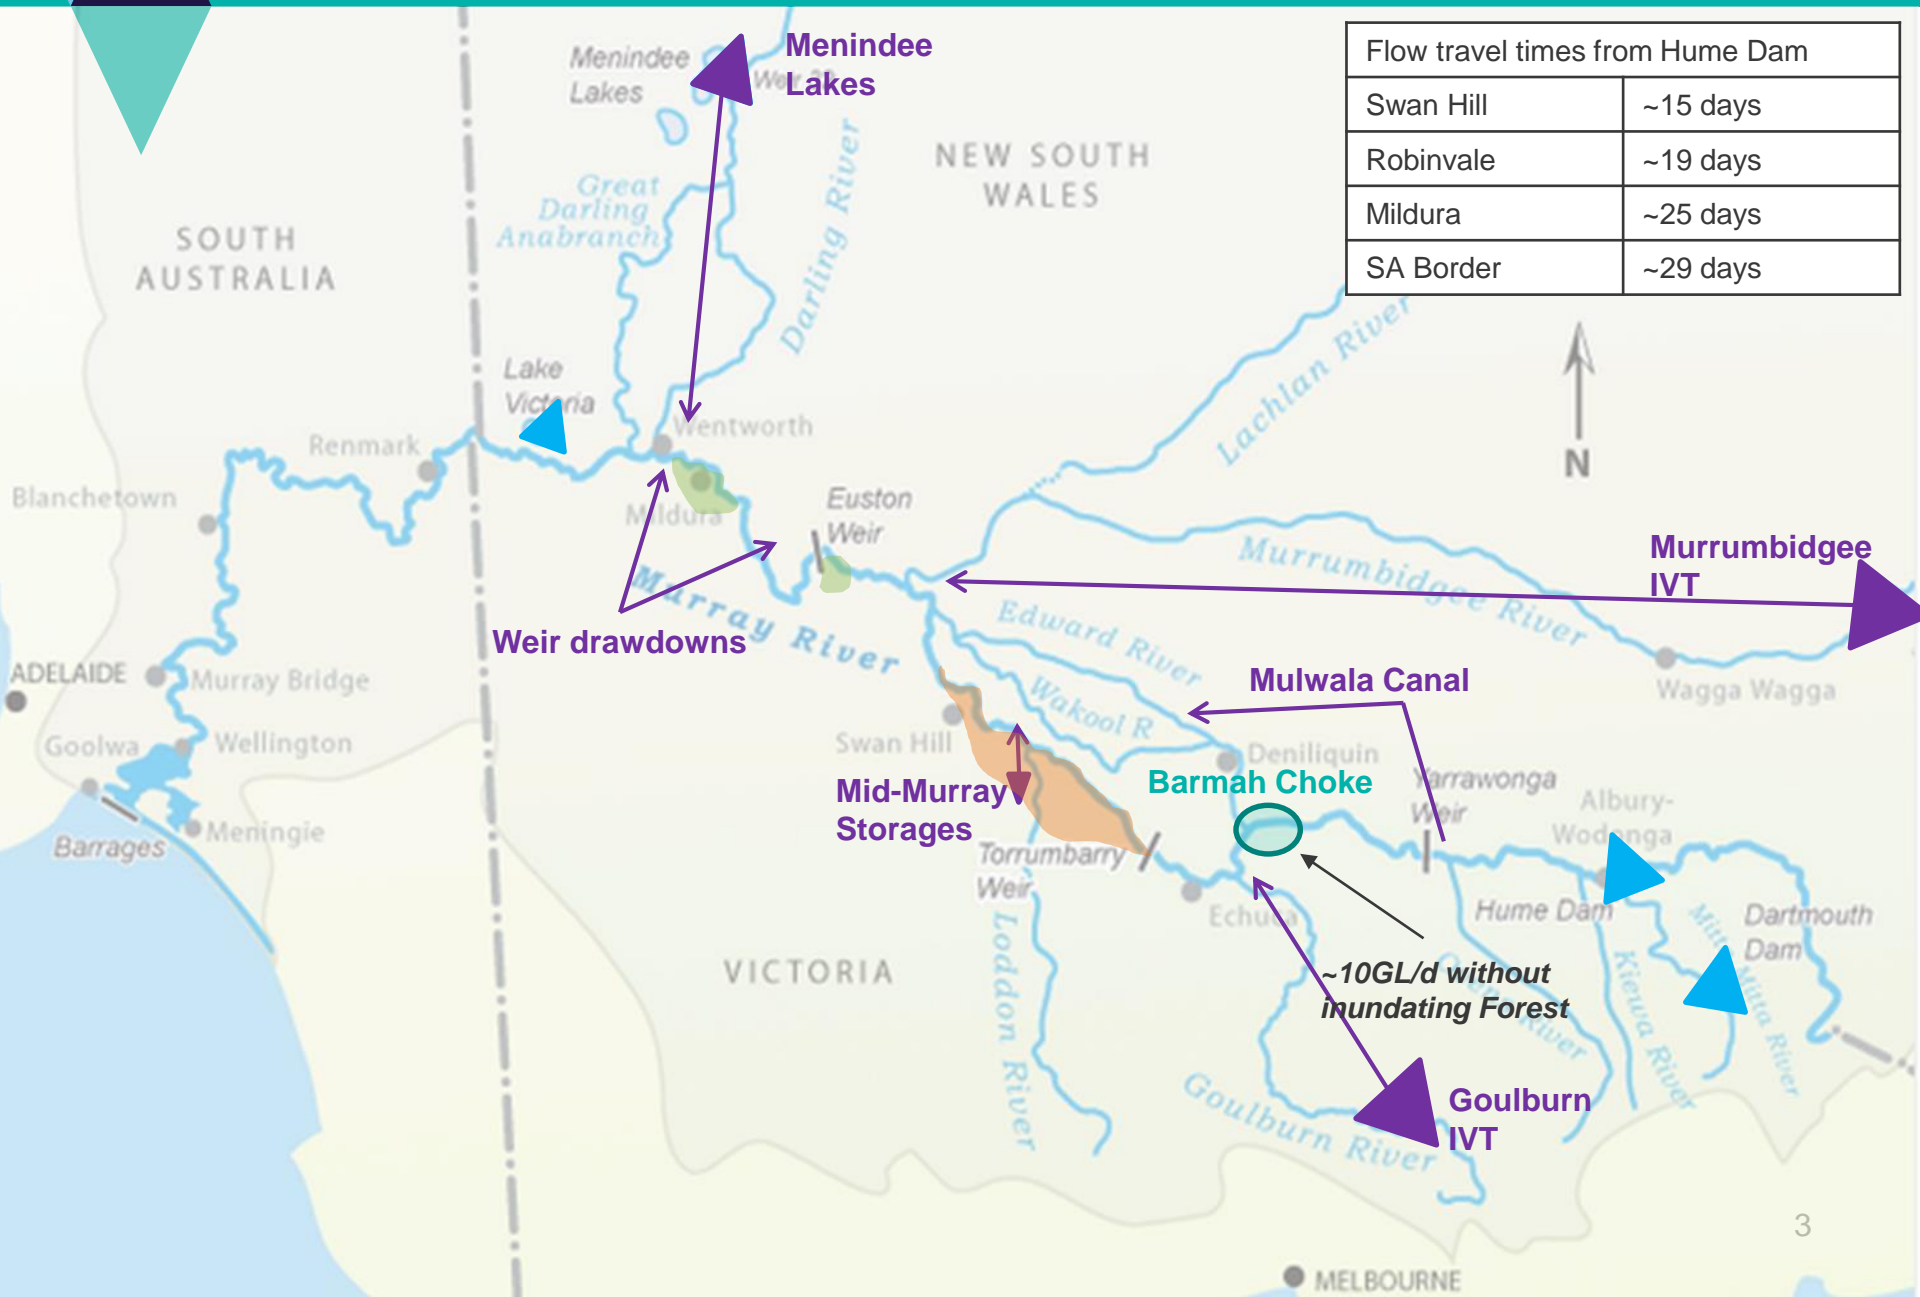 Flow travel times from Hume Dam
Swan Hill ~15 days
Robinvale ~19 days
Mildura ~25 days
SA Border ~29 days
Menindee
Lakes
Menindee
Lakes
Great
Darling
Anabranch
Darling River
NEW SOUTH
WALES
SOUTH
AUSTRALIA
Lake
Victoria
Lachlan River
N
Wentworth
Renmark
Blanchetown
Mildura
Euston
Weir
Murrumbidgee
IVT
Murrumbidgee River
Murray River
Weir drawdowns
Edward River
ADELAIDE
Murray Bridge
Mulwala Canal
Wagga Wagga
Wakool R
Goolwa
Wellington
Swan Hill
Deniliquin
Barmah Choke
Yarrawonga
Weir
Mid-Murray
Storages
Albury-
Wodonga
Meningie
Barrages
Torrumbarry
Weir
Echuca
Hume Dam
Dartmouth
Dam
Loddon River
VICTORIA
~10GL/d without
inundating Forest
Ovens River
Kiewa River
Mitta Mitta River
Goulburn
IVT
Goulburn River
3
MELBOURNE